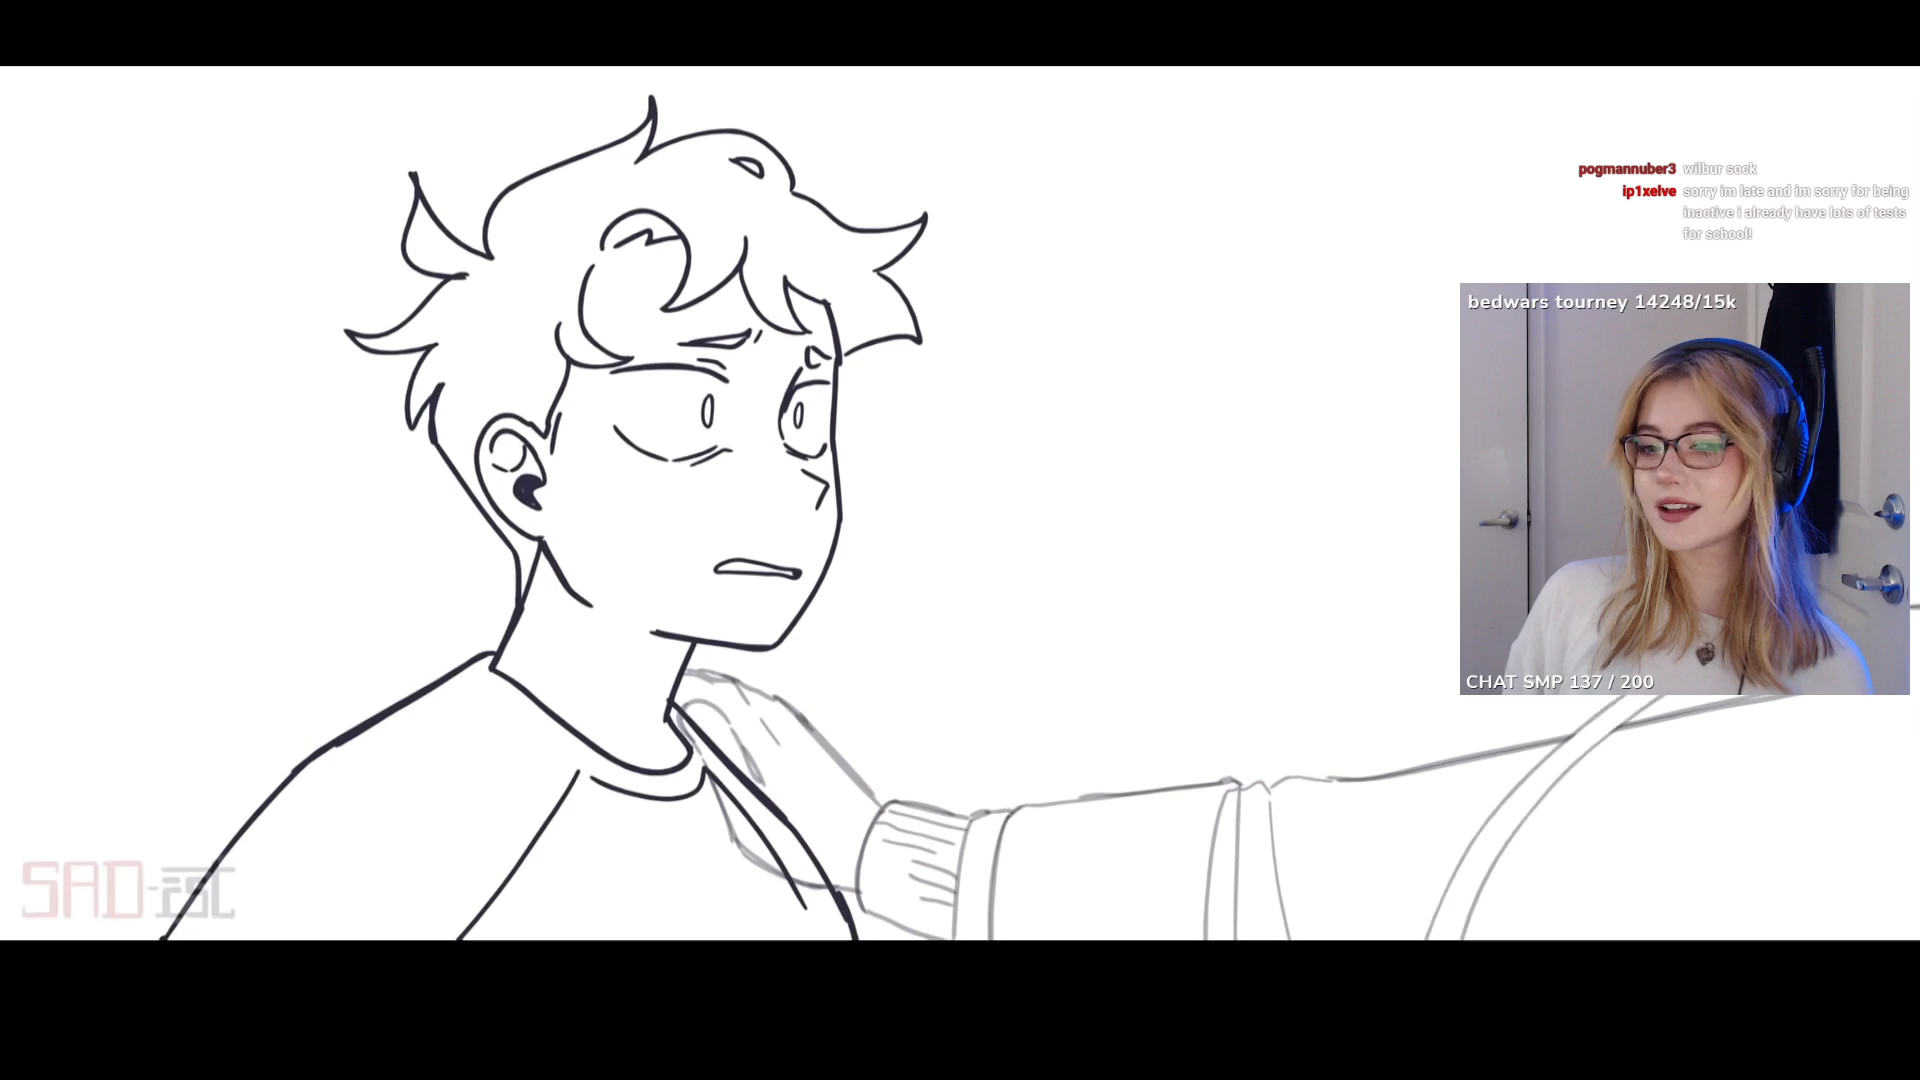 pogmannuber3 wilbur sock
ip1xelve sorry im late and im sorry for being
inactive i already have lots of tests
for school!
bedwars tourney 14248/15k
CHAT SMP 137 / 200
SAD-ist